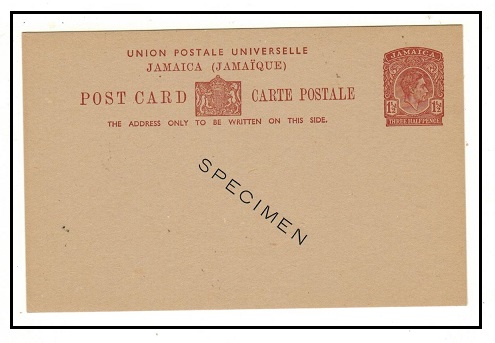 UNION POSTALE UNIVERSELLE
JAMAICA (JAMAÏQUE)
POST CARD CARTE POSTALE
THE ADDRESS ONLY TO BE WRITTEN ON THIS SIDE.
JAMAICA
1½ 1½
THREE HALFPENCE
SPECIMEN